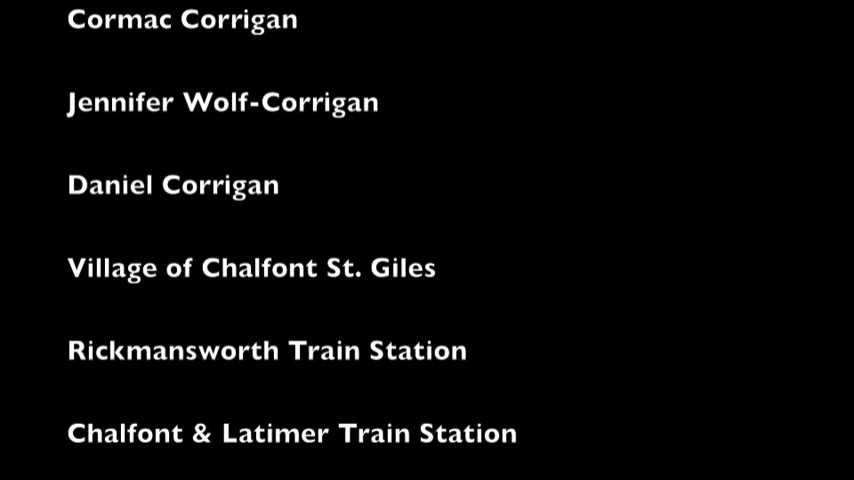 Cormac Corrigan
Jennifer Wolf-Corrigan
Daniel Corrigan
Village of Chalfont St. Giles
Rickmansworth Train Station
Chalfont & Latimer Train Station